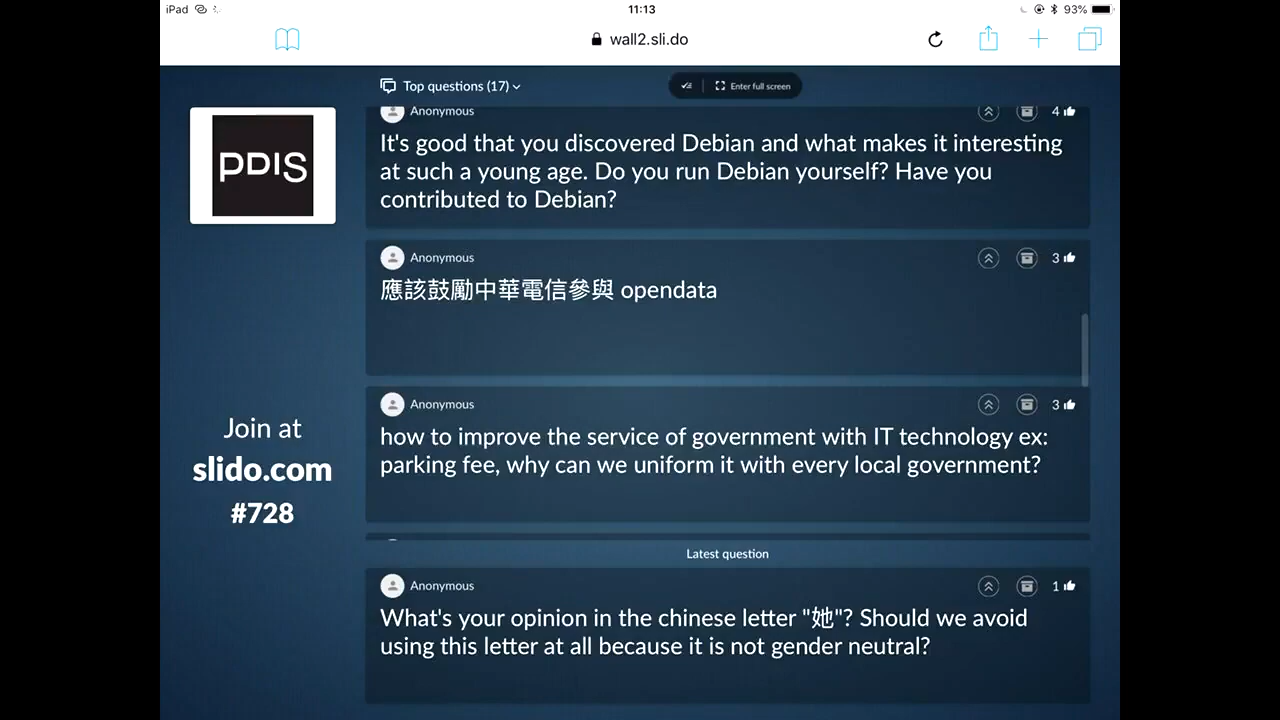 iPad
11:13
93%
wall2.sli.do
Top questions (17)
Enter full screen
PDIS
Join at
slido.com
#728
Anonymous
4
It's good that you discovered Debian and what makes it interesting
at such a young age. Do you run Debian yourself? Have you
contributed to Debian?
Anonymous
3
應該鼓勵中華電信參與 opendata
Anonymous
3
how to improve the service of government with IT technology ex:
parking fee, why can we uniform it with every local government?
Latest question
Anonymous
1
What's your opinion in the chinese letter "她"? Should we avoid
using this letter at all because it is not gender neutral?